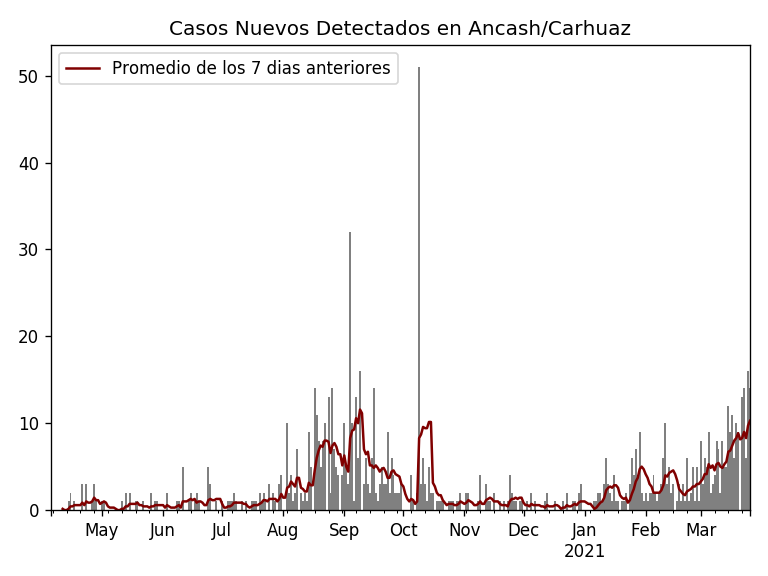 Casos Nuevos Detectados en Ancash/Carhuaz
Promedio de los 7 dias anteriores
50
40
30
20
10
0
May Jun Jul Aug Sep Oct Nov Dec Jan Feb Mar
2021